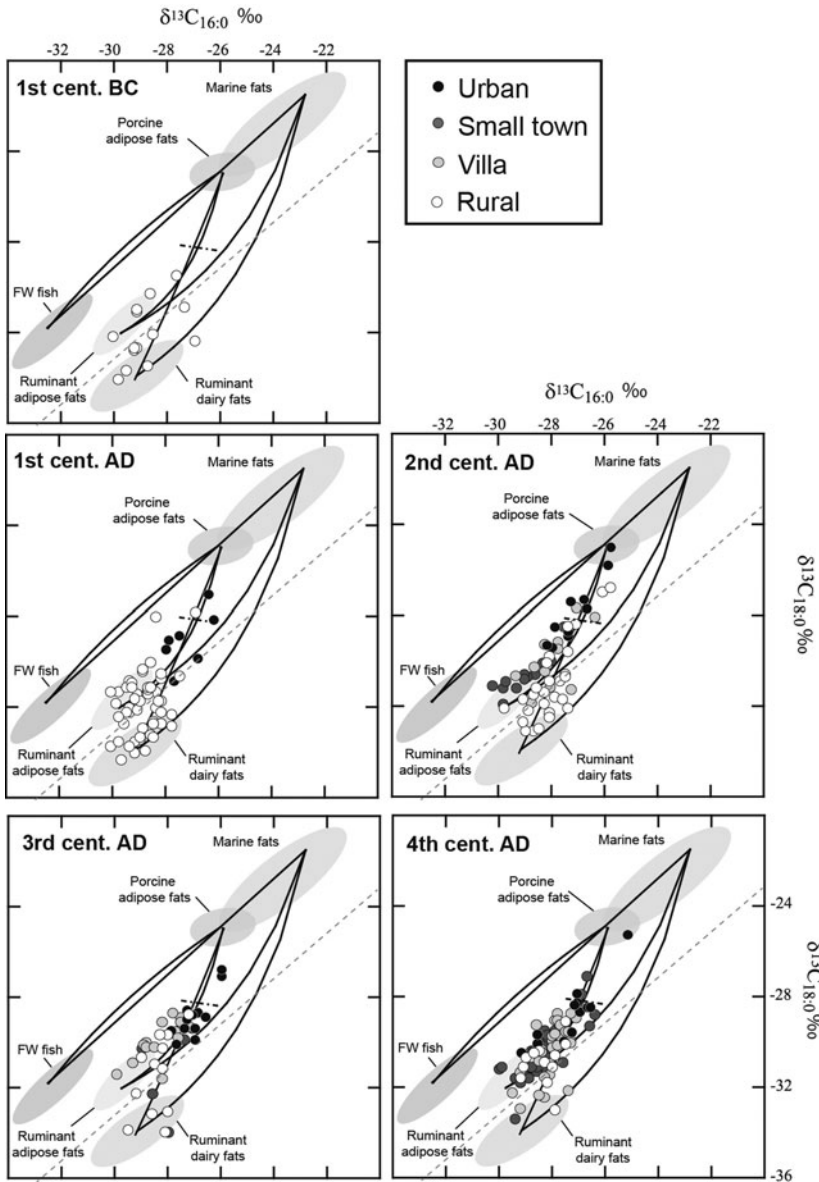 δ¹³C₁₆:₀ ‰
-32 -30 -28 -26 -24 -22
1st cent. BC
Marine fats
Porcine
adipose fats
FW fish
Ruminant
adipose fats
Ruminant
dairy fats
Urban
Small town
Villa
Rural
δ¹³C₁₆:₀ ‰
-32 -30 -28 -26 -24 -22
1st cent. AD
Marine fats
Porcine
adipose fats
FW fish
Ruminant
adipose fats
Ruminant
dairy fats
2nd cent. AD
Marine fats
Porcine
adipose fats
FW fish
Ruminant
adipose fats
Ruminant
dairy fats
δ¹³C₁₈:₀‰
3rd cent. AD
Marine fats
Porcine
adipose fats
FW fish
Ruminant
adipose fats
Ruminant
dairy fats
4th cent. AD
Marine fats
Porcine
adipose fats
FW fish
Ruminant
adipose fats
Ruminant
dairy fats
-24
-28
-32
-36
δ¹³C₁₈:₀‰